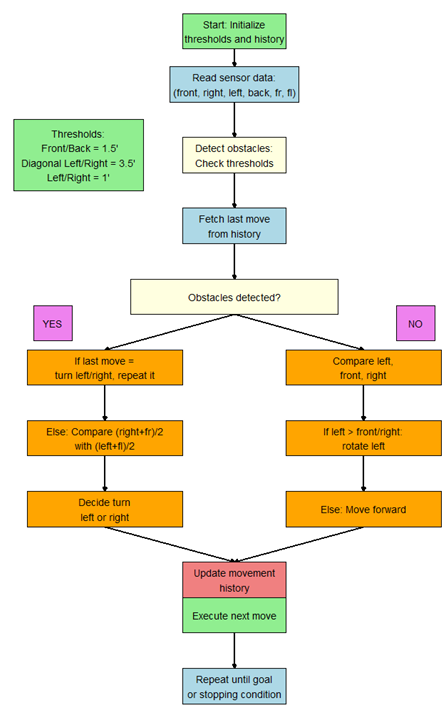 Start: Initialize
thresholds and history
Read sensor data:
(front, right, left, back, fr, fl)
Thresholds:
Front/Back = 1.5'
Diagonal Left/Right = 3.5'
Left/Right = 1'
Detect obstacles:
Check thresholds
Fetch last move
from history
Obstacles detected?
YES
NO
If last move =
turn left/right, repeat it
Compare left,
front, right
Else: Compare (right+fr)/2
with (left+fl)/2
If left > front/right:
rotate left
Decide turn
left or right
Else: Move forward
Update movement
history
Execute next move
Repeat until goal
or stopping condition